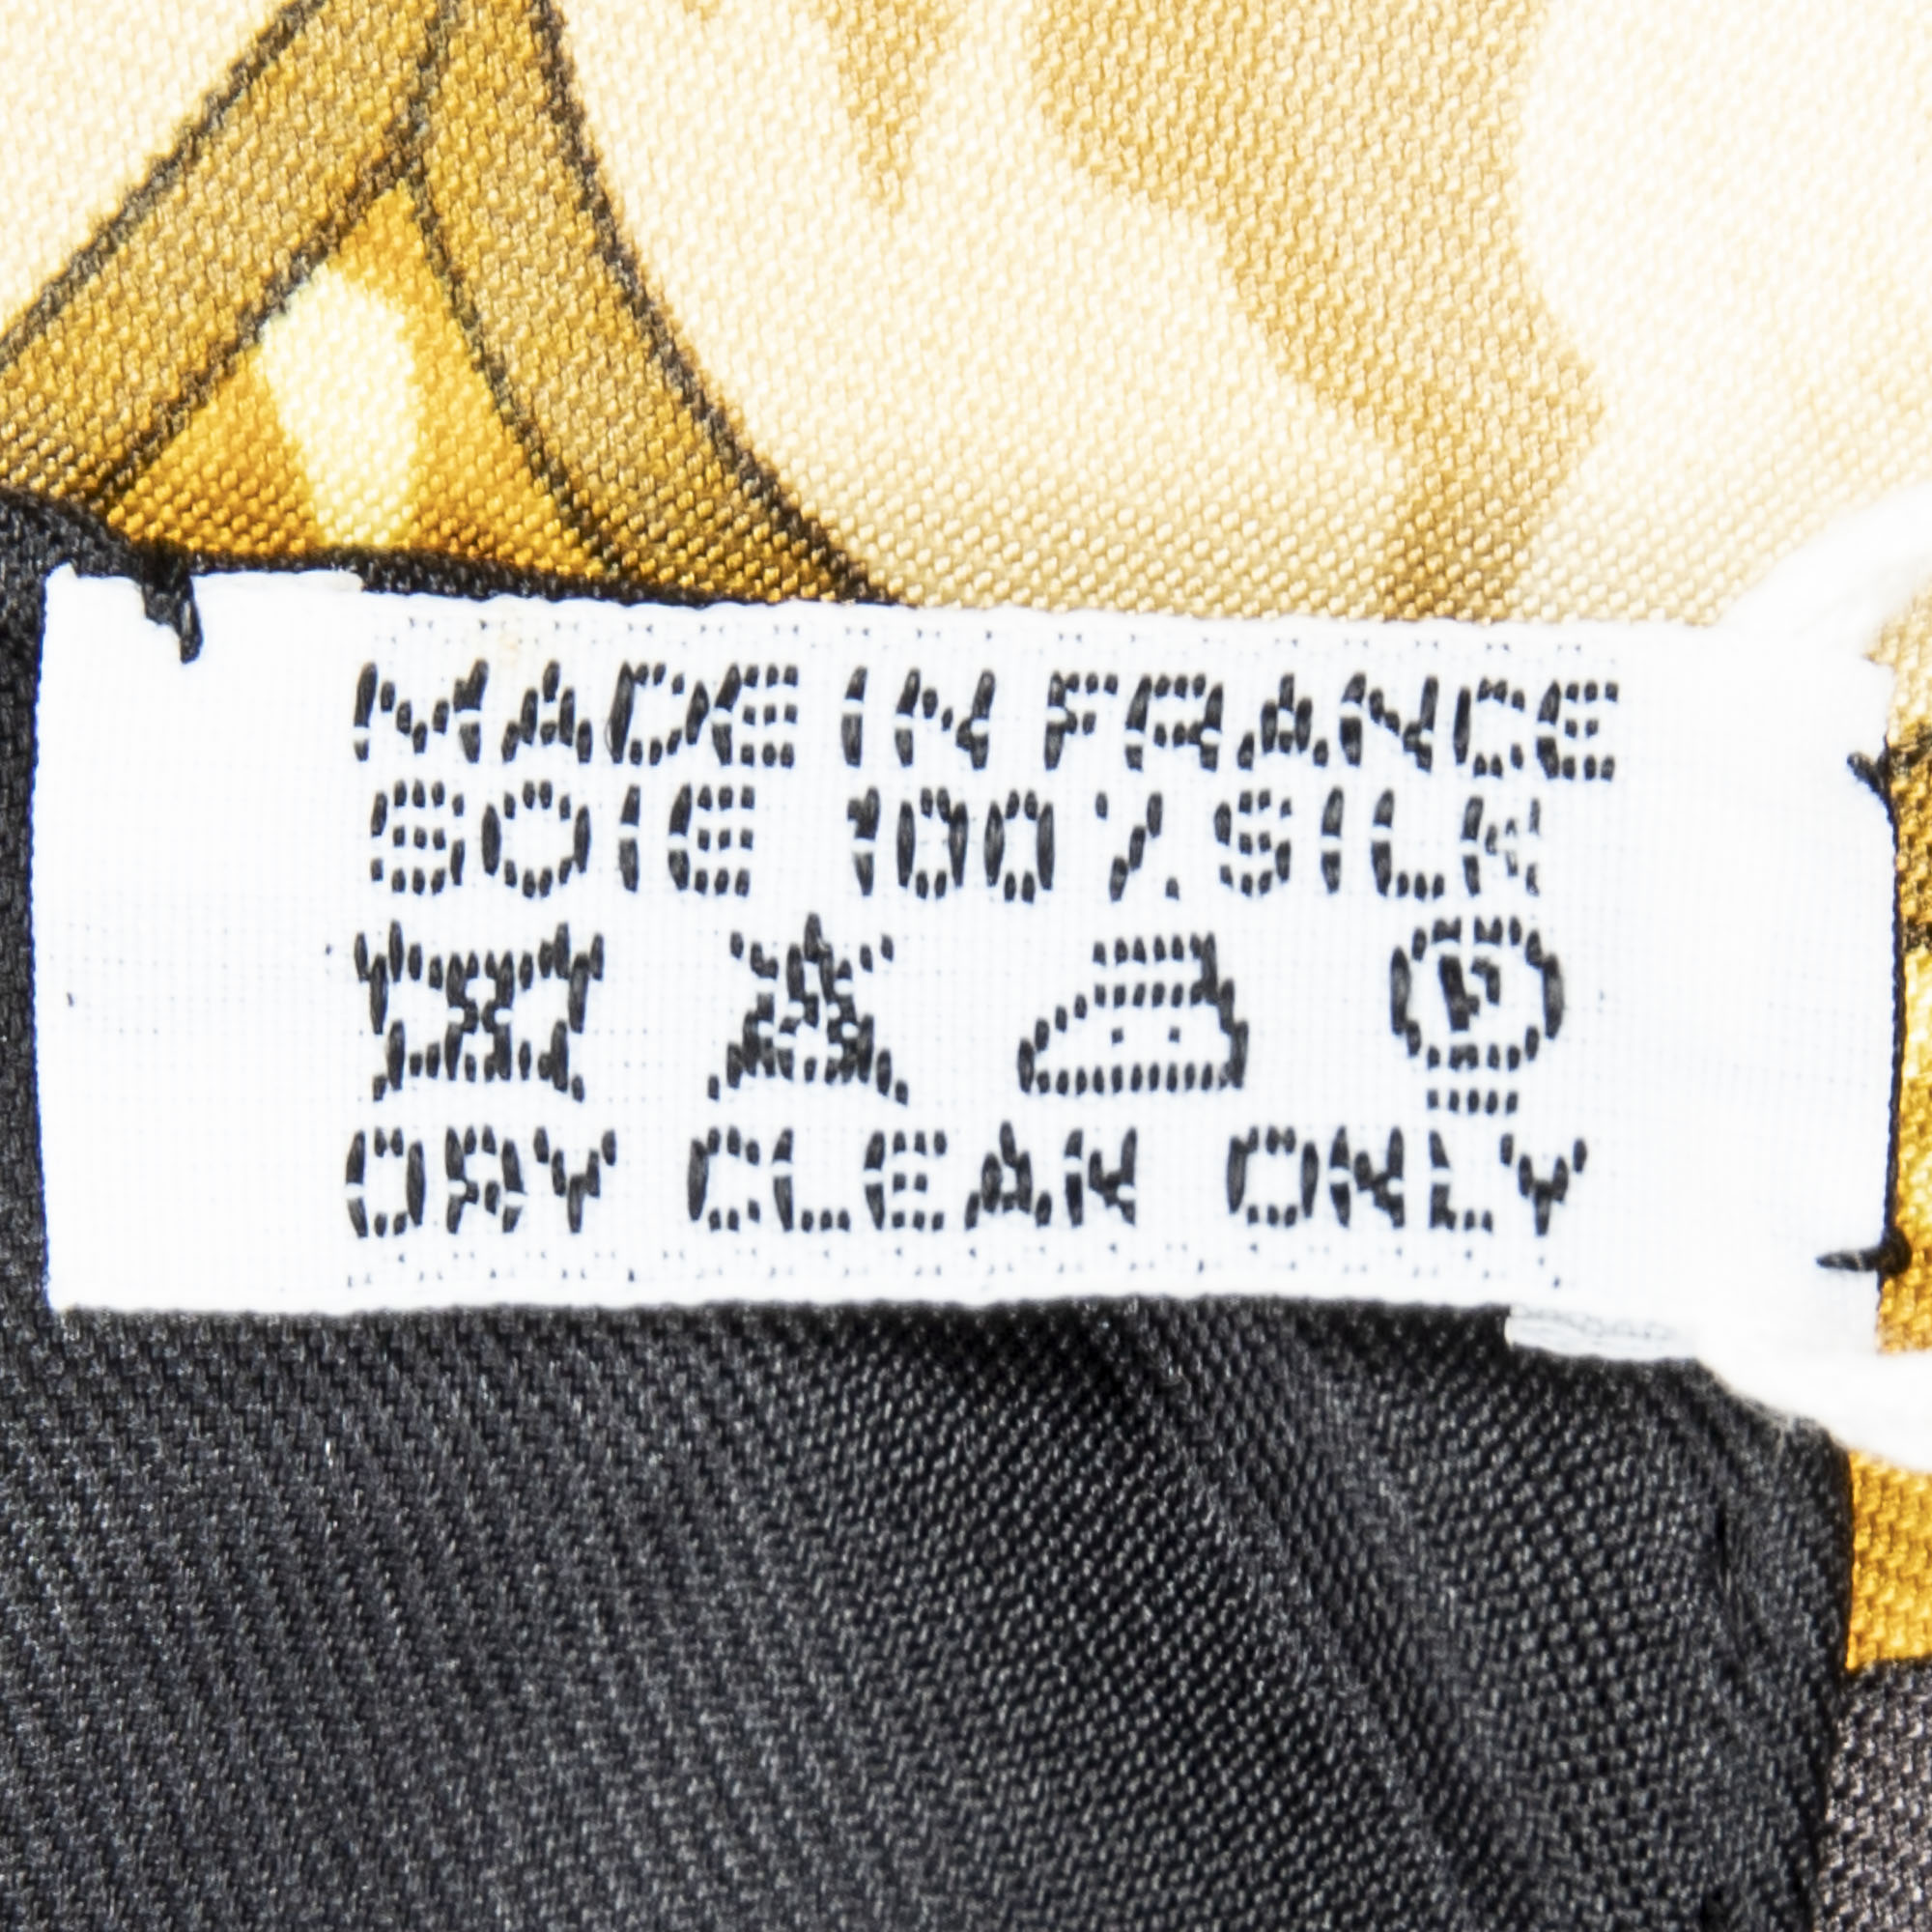 MADE IN FRANCE
SOIE 100% SILK
P
DRY CLEAN ONLY